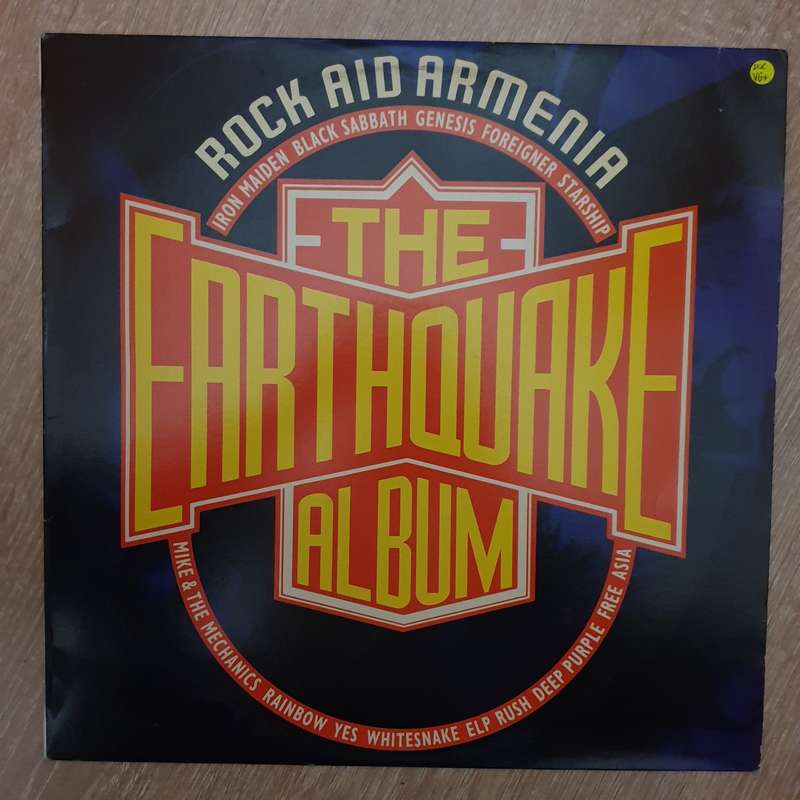 ROCK AID ARMENIA
IRON MAIDEN BLACK SABBATH GENESIS FOREIGNER STARSHIP
THE
EARTHQUAKE
ALBUM
MIKE & THE MECHANICS RAINBOW YES WHITESNAKE ELP RUSH DEEP PURPLE FREE ASIA
VG+